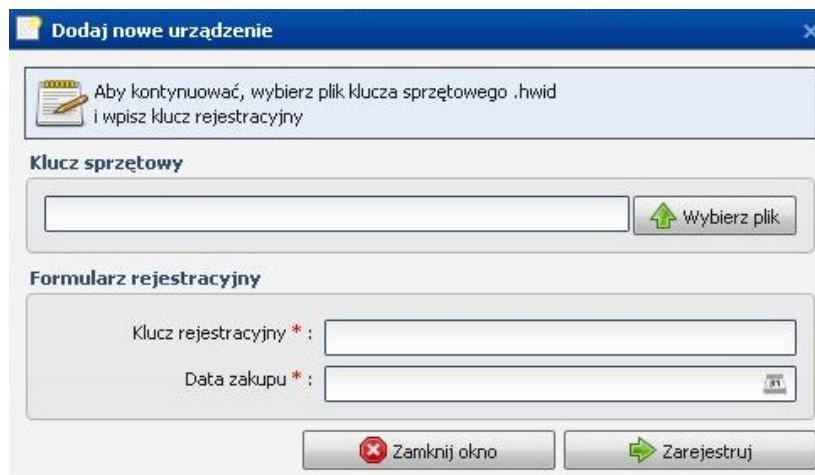 Dodaj nowe urządzenie
Aby kontynuować, wybierz plik klucza sprzętowego .hwid
i wpisz klucz rejestracyjny
Klucz sprzętowy
Wybierz plik
Formularz rejestracyjny
Klucz rejestracyjny * :
Data zakupu * :
31
Zamknij okno
Zarejestruj